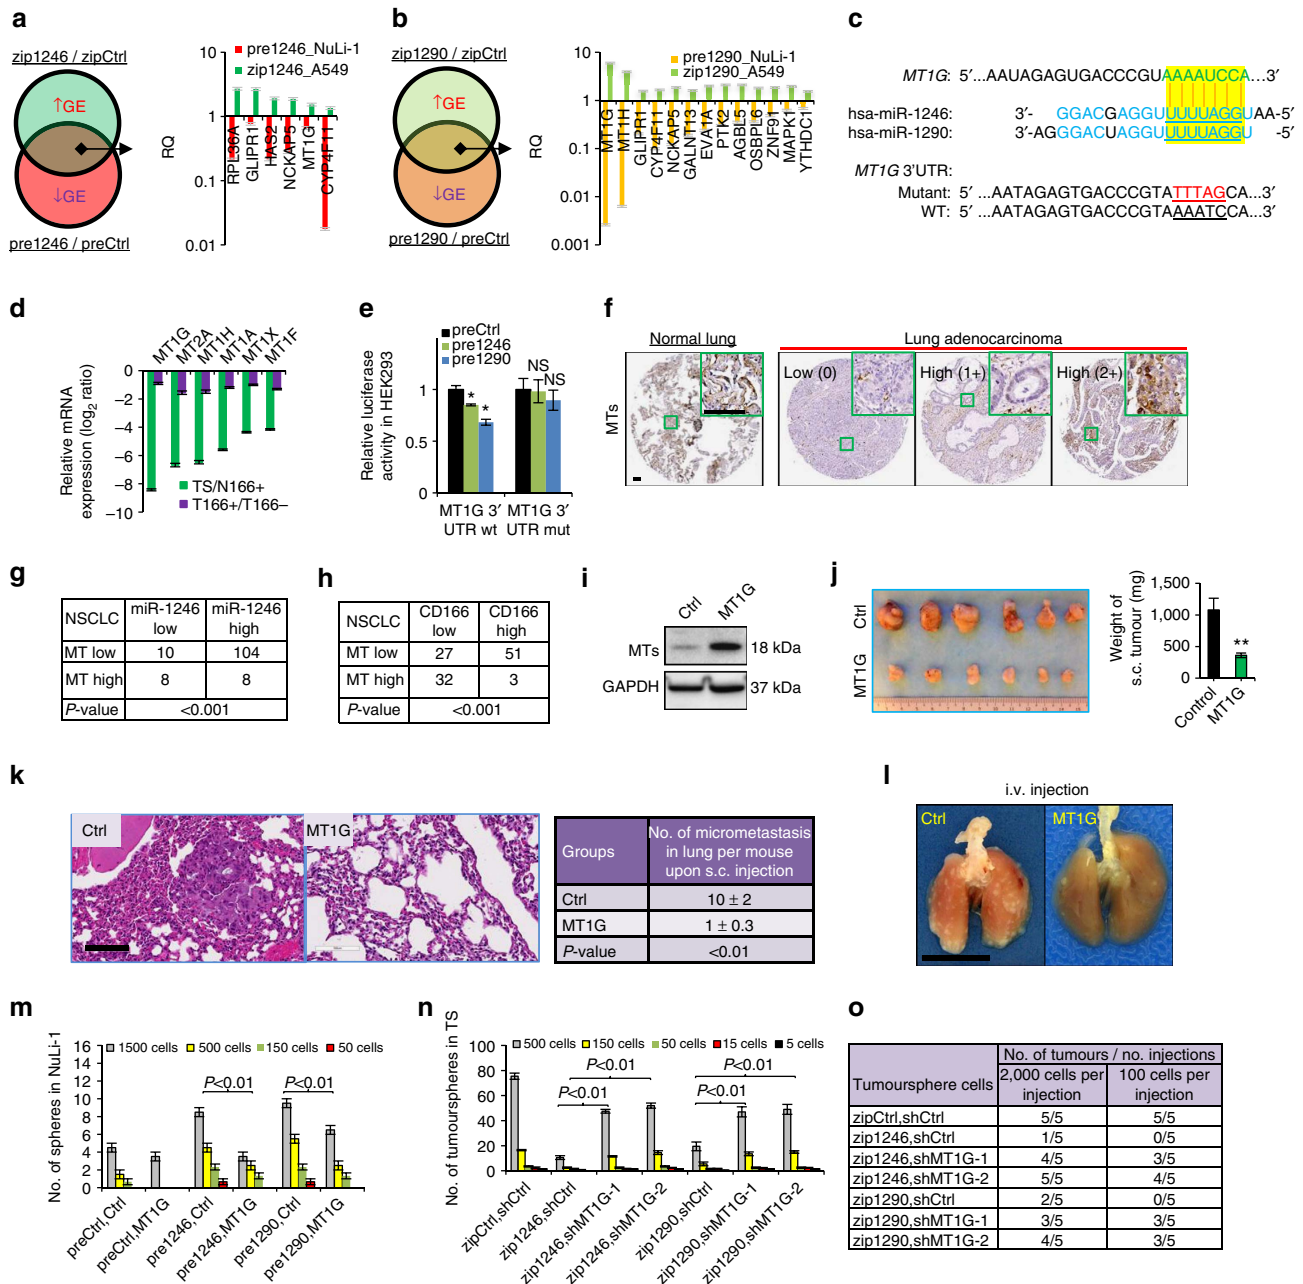 a
zip1246 / zipCtrl
↑GE
↓GE
pre1246 / preCtrl
RQ
10
1
0.1
0.01
pre1246_NuLi-1
zip1246_A549
RPL36A
GLIPR1
HAS2
NCKAP5
MT1G
CYP4F11
b
zip1290 / zipCtrl
↑GE
↓GE
pre1290 / preCtrl
RQ
10
1
0.1
0.01
0.001
pre1290_NuLi-1
zip1290_A549
MT1G
MT1H
GLIPR1
CYP4F11
NCKAP5
GALNT13
EVA1A
PTK2
AGBL5
OSBPL6
ZNF91
MAPK1
YTHDC1
c
MT1G: 5′...AAUAGAGUGACCCGUAAAAUCCA...3′
hsa-miR-1246: 3′- GGACGAGGUUUUUAGGUAA-5′
hsa-miR-1290: 3′-AGGGACUAGGUUUUUAGGU -5′
MT1G 3′UTR:
Mutant: 5′ ...AATAGAGTGACCCGTATTTAGCA...3′
WT: 5′ ...AATAGAGTGACCCGTAAAATCCA...3′
d
MT1G
MT2A
MT1H
MT1A
MT1X
MT1F
Relative mRNA
expression (log2 ratio)
0
−2
−4
−6
−8
−10
TS/N166+
T166+/T166−
e
preCtrl
pre1246
pre1290
Relative luciferase
activity in HEK293
1
0.5
0
* *
NS
NS
MT1G 3′
UTR wt
MT1G 3′
UTR mut
f
Normal lung
Lung adenocarcinoma
MTs
Low (0)
High (1+)
High (2+)
g
NSCLC miR-1246 low miR-1246 high
MT low 10 104
MT high 8 8
P-value <0.001
h
NSCLC CD166 low CD166 high
MT low 27 51
MT high 32 3
P-value <0.001
i
Ctrl MT1G
MTs 18 kDa
GAPDH 37 kDa
j
Ctrl
MT1G
Weight of
s.c. tumour (mg)
1,500
1,000
500
0
**
Control
MT1G
k
Ctrl
MT1G
Groups No. of micrometastasis in lung per mouse upon s.c. injection
Ctrl 10 ± 2
MT1G 1 ± 0.3
P-value <0.01
l
i.v. injection
Ctrl
MT1G
m
No. of spheres in NuLi-1
16
14
12
10
8
6
4
2
0
1500 cells 500 cells 150 cells 50 cells
P<0.01
P<0.01
preCtrl,Ctrl
preCtrl,MT1G
pre1246,Ctrl
pre1246,MT1G
pre1290,Ctrl
pre1290,MT1G
n
No. of tumourspheres in TS
100
80
60
40
20
0
500 cells 150 cells 50 cells 15 cells 5 cells
P<0.01
P<0.01
P<0.01
P<0.01
zipCtrl,shCtrl
zip1246,shCtrl
zip1246,shMT1G-1
zip1246,shMT1G-2
zip1290,shCtrl
zip1290,shMT1G-1
zip1290,shMT1G-2
o
Tumoursphere cells No. of tumours / no. injections
2,000 cells per injection 100 cells per injection
zipCtrl,shCtrl 5/5 5/5
zip1246,shCtrl 1/5 0/5
zip1246,shMT1G-1 4/5 3/5
zip1246,shMT1G-2 5/5 4/5
zip1290,shCtrl 2/5 0/5
zip1290,shMT1G-1 3/5 3/5
zip1290,shMT1G-2 4/5 3/5